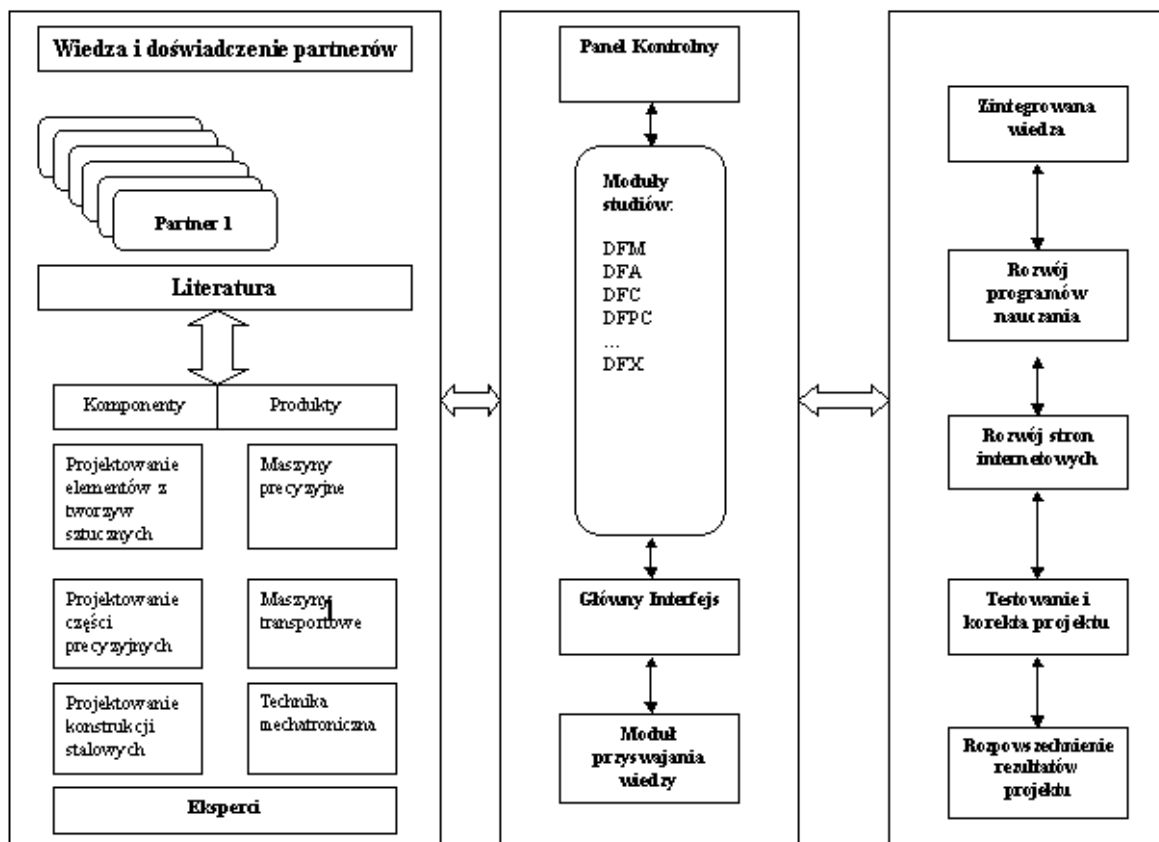 Wiedza i doświadczenie partnerów
Partner 1
Literatura
Komponenty
Produkty
Projektowanie
elementów z
tworzyw
sztucznych
Maszyny
precyzyjne
Projektowanie
części
precyzyjnych
Maszyny
transportowe
1
Projektowanie
konstrukcji
stalowych
Technika
mechatroniczna
Eksperci
Panel Kontrolny
Moduły
studiów:
DFM
DFA
DFC
DFPC
...
DFX
Główny Interfejs
Moduł
przyswajania
wiedzy
Zintegrowana
wiedza
Rozwój
programów
nauczania
Rozwój stron
internetowych
Testowanie i
korekta projektu
Rozpowszechnienie
rezultatów
projektu